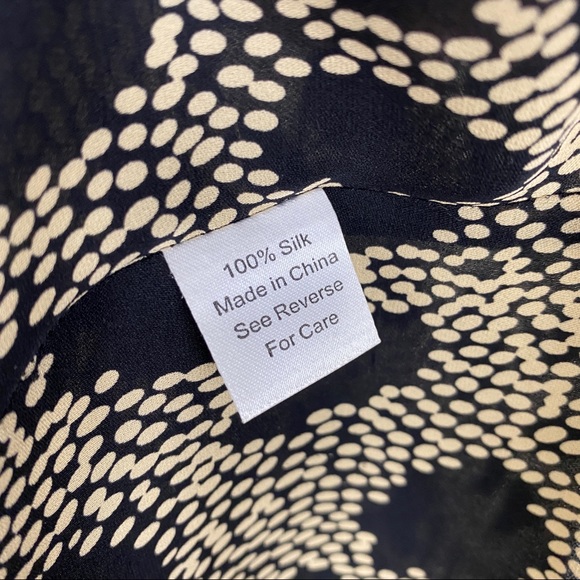 100% Silk
Made in China
See Reverse
For Care